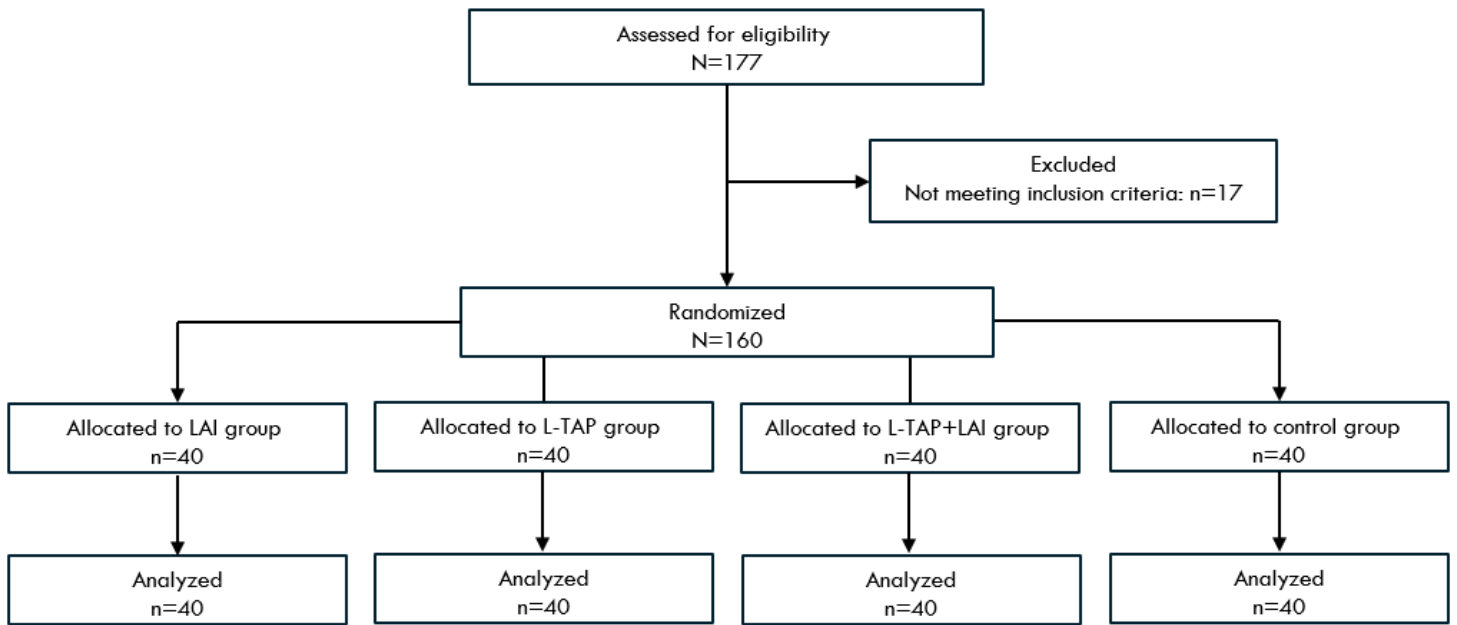 Assessed for eligibility
N=177
Excluded
Not meeting inclusion criteria: n=17
Randomized
N=160
Allocated to LAI group
n=40
Allocated to L-TAP group
n=40
Allocated to L-TAP+LAI group
n=40
Allocated to control group
n=40
Analyzed
n=40
Analyzed
n=40
Analyzed
n=40
Analyzed
n=40